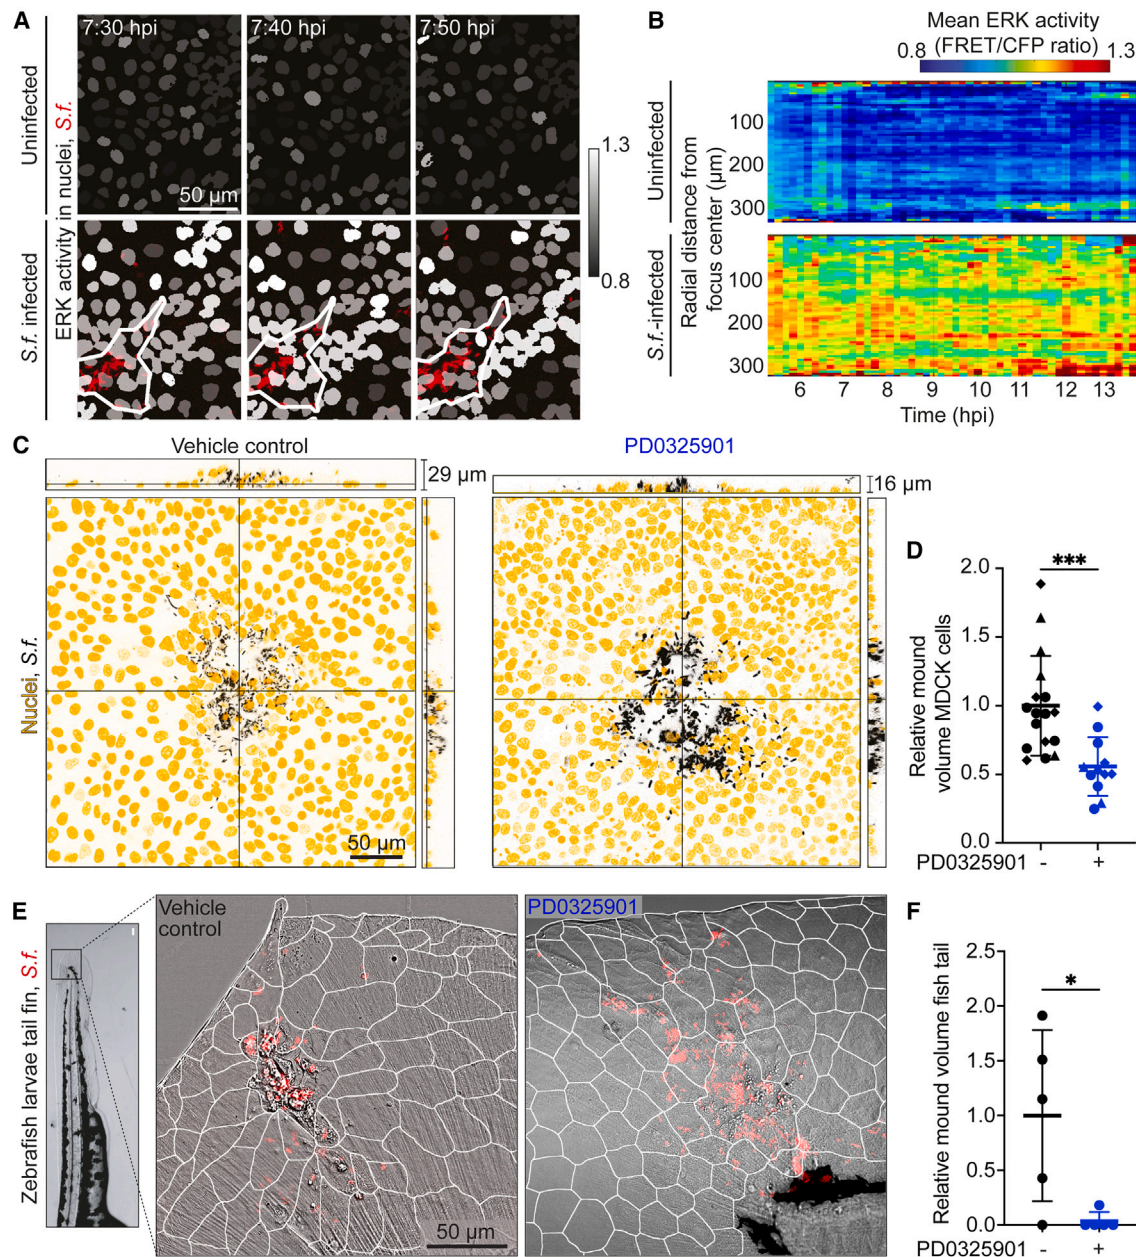 A
7:30 hpi
7:40 hpi
7:50 hpi
Uninfected
S.f. infected
ERK activity in nuclei, S.f.
50 µm
1.3
0.8
B
Mean ERK activity
(FRET/CFP ratio)
0.8
1.3
Uninfected
S.f.-infected
Radial distance from
focus center (µm)
100
200
300
100
200
300
6 7 8 9 10 11 12 13
Time (hpi)
C
Vehicle control
PD0325901
29 µm
16 µm
Nuclei, S.f.
50 µm
D
Relative mound
volume MDCK cells
2.0
1.5
1.0
0.5
0.0
***
PD0325901 - +
E
Zebrafish larvae tail fin, S.f.
Vehicle
control
PD0325901
50 µm
F
Relative mound volume fish tail
2.5
2.0
1.5
1.0
0.5
0.0
*
PD0325901 - +